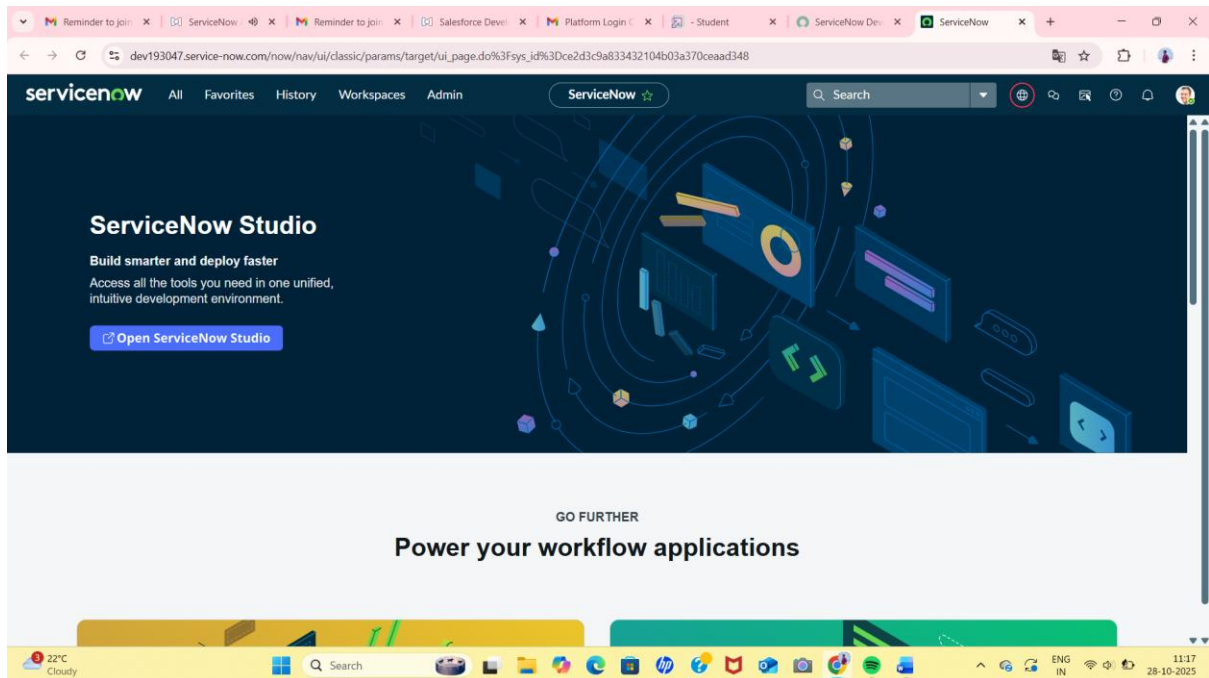 Reminder to join
ServiceNow
Reminder to join
Salesforce Devel
Platform Login C
- Student
ServiceNow Dev
ServiceNow
dev193047.service-now.com/now/nav/ui/classic/params/target/ui_page.do%3Fsys_id%3Dce2d3c9a833432104b03a370ceaad348
servicenow
All
Favorites
History
Workspaces
Admin
ServiceNow
Search
ServiceNow Studio
Build smarter and deploy faster
Access all the tools you need in one unified,
intuitive development environment.
Open ServiceNow Studio
GO FURTHER
Power your workflow applications
3
22°C
Cloudy
Search
hp
ENG
IN
11:17
28-10-2025